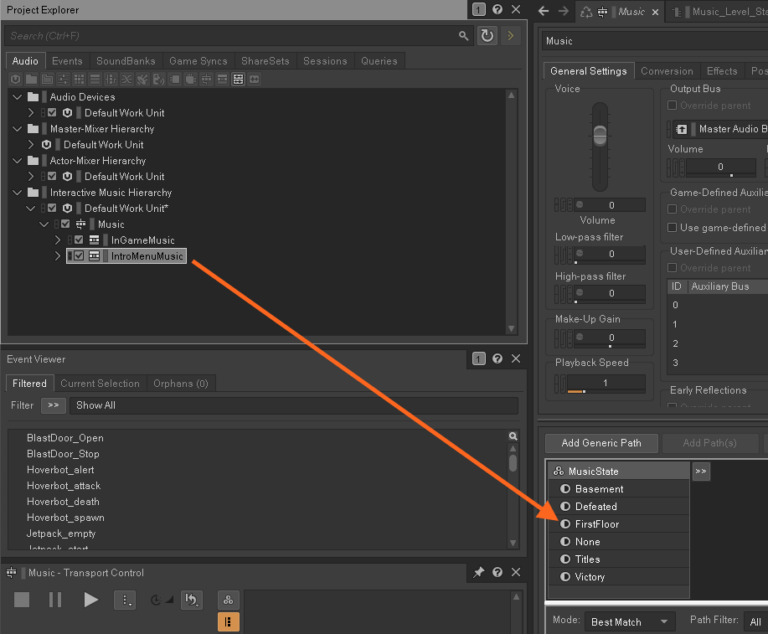 Project Explorer
1
Search (Ctrl+F)
Audio Events SoundBanks Game Syncs ShareSets Sessions Queries
Audio Devices
Default Work Unit
Master-Mixer Hierarchy
Default Work Unit
Actor-Mixer Hierarchy
Default Work Unit
Interactive Music Hierarchy
Default Work Unit*
Music
InGameMusic
IntroMenuMusic
Event Viewer
1
Filtered Current Selection Orphans (0)
Filter >> Show All
BlastDoor_Open
BlastDoor_Stop
Hoverbot_alert
Hoverbot_attack
Hoverbot_death
Hoverbot_spawn
Jetpack_empty
Jetpack_start
Music - Transport Control
Music Music_Level_Sta
Music
General Settings Conversion Effects Pos
Voice
0
Volume
Low-pass filter
0
High-pass filter
0
Make-Up Gain
0
Playback Speed
1
Output Bus
Override parent
Master Audio B
Volume
0
Game-Defined Auxilia
Override parent
Use game-defined
User-Defined Auxiliar
Override parent
ID Auxiliary Bus
0
1
2
3
Early Reflections
Override parent
Add Generic Path Add Path(s)
MusicState >>
Basement
Defeated
FirstFloor
None
Titles
Victory
Mode: Best Match Path Filter: All